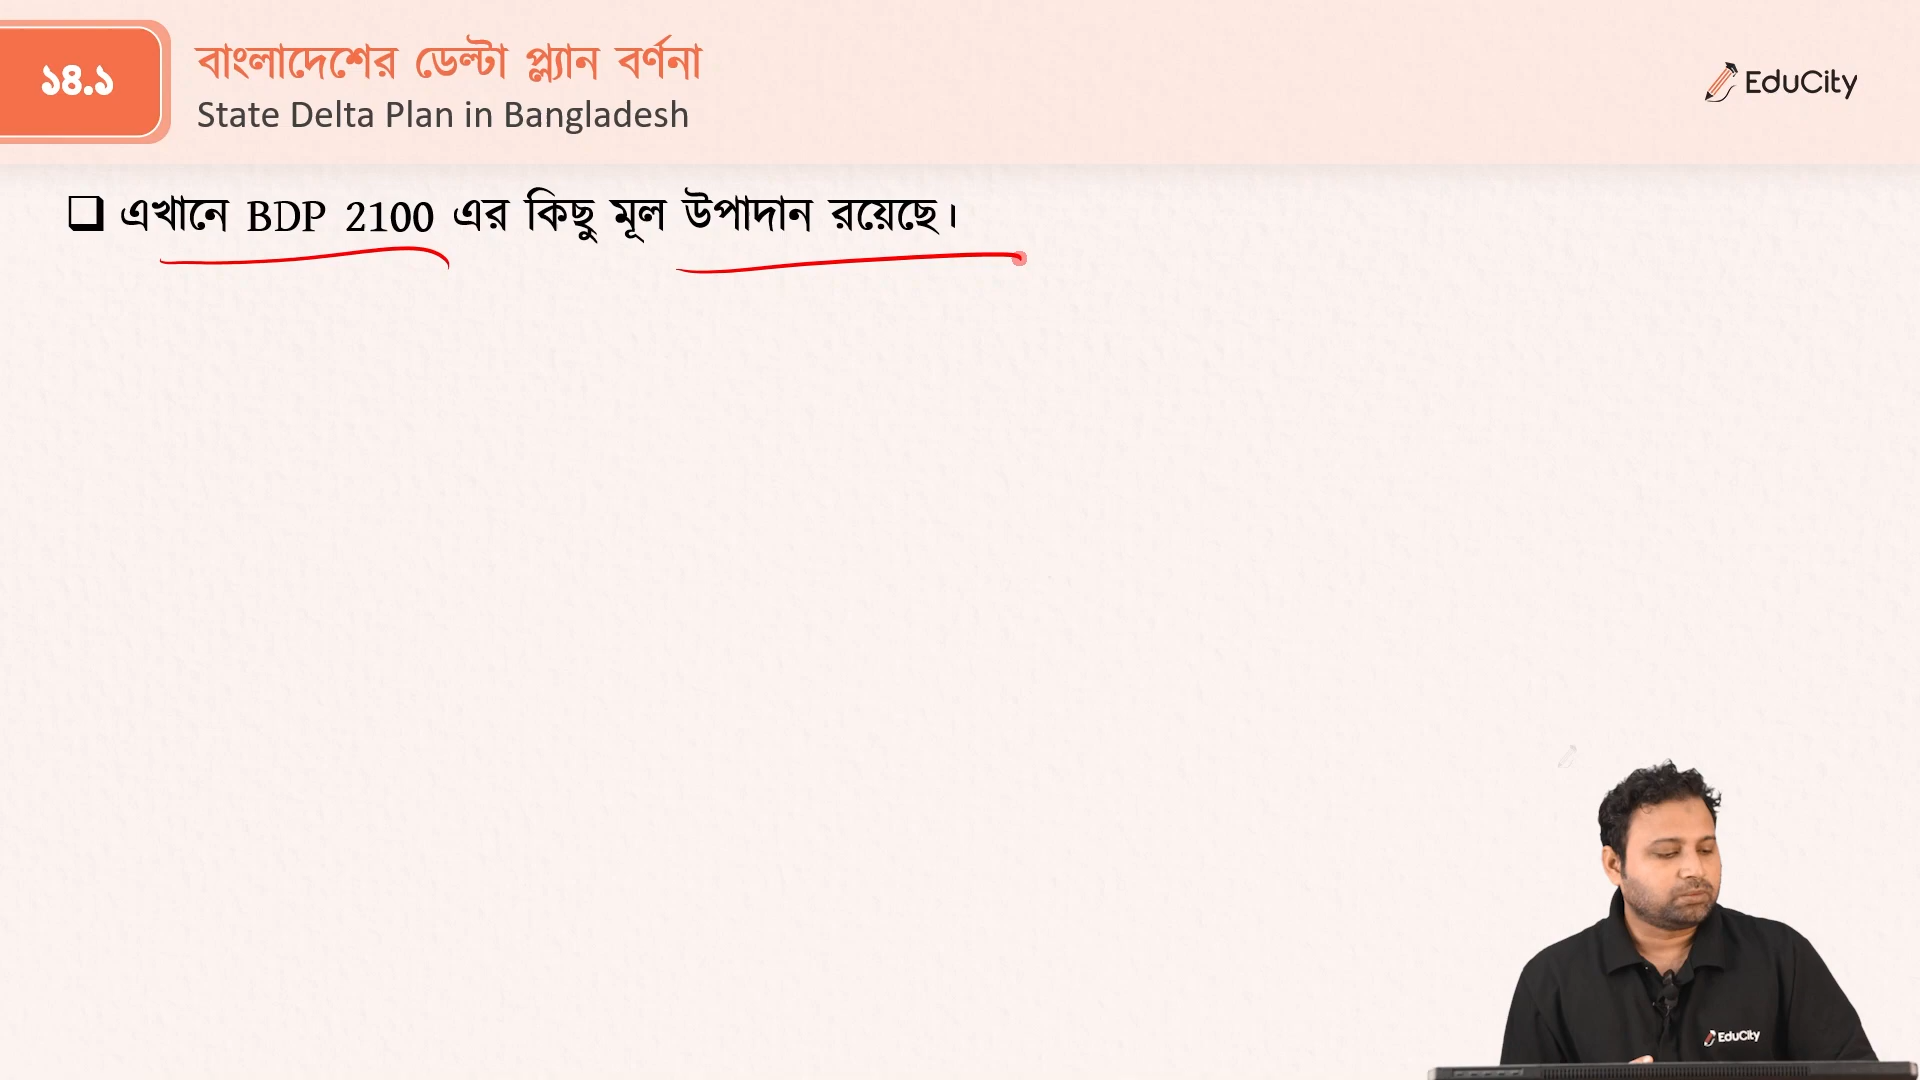 ১৪.১
বাংলাদেশের ডেল্টা প্ল্যান বর্ণনা
State Delta Plan in Bangladesh
EduCity
❑ এখানে BDP 2100 এর কিছু মূল উপাদান রয়েছে।
EduCity